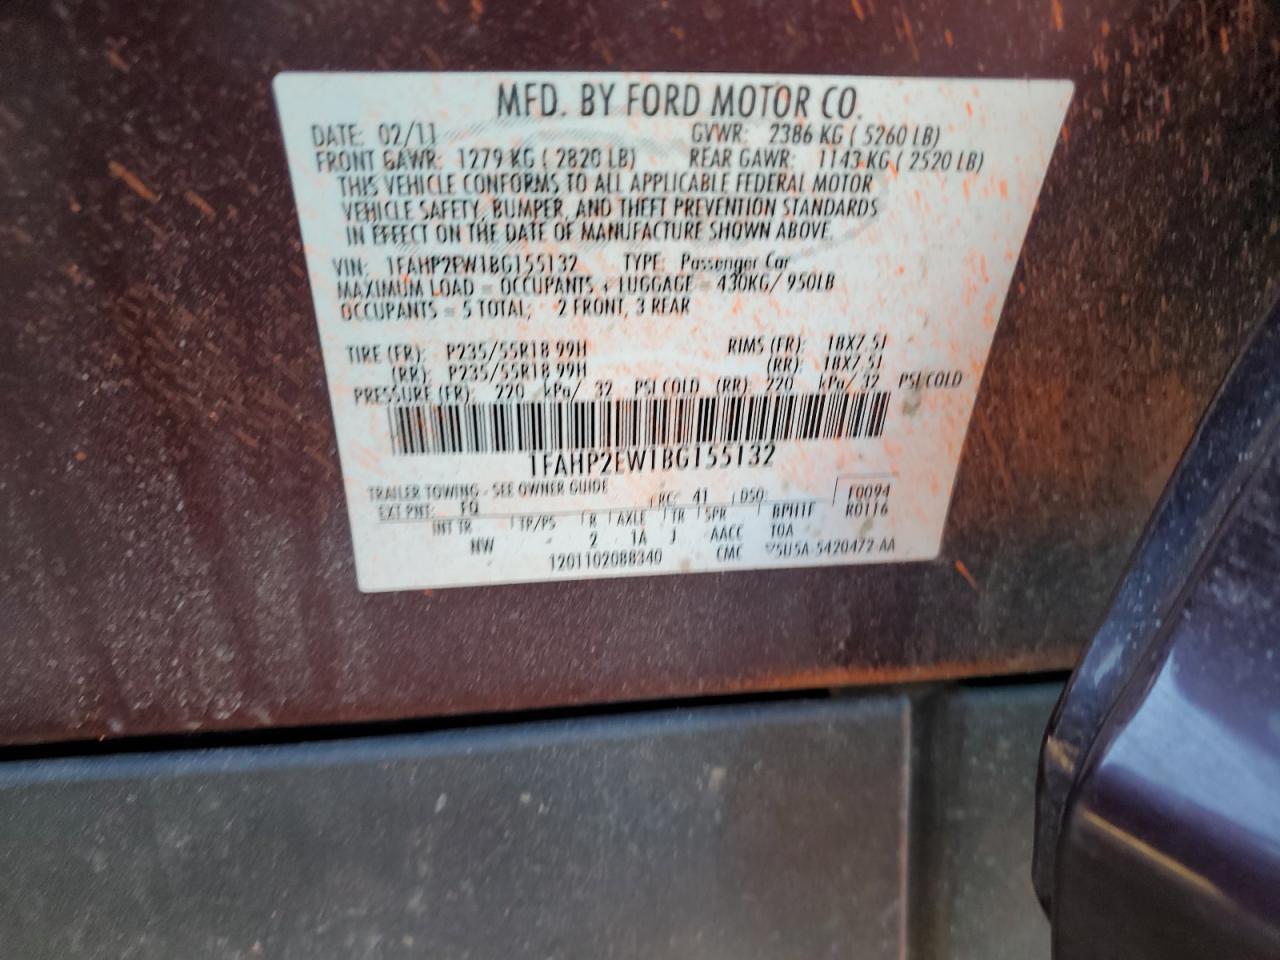 MFD. BY FORD MOTOR CO.
DATE: 02/11 GVWR: 2386 KG ( 5260 LB)
FRONT GAWR: 1279 KG ( 2820 LB) REAR GAWR: 1143 KG ( 2520 LB)
THIS VEHICLE CONFORMS TO ALL APPLICABLE FEDERAL MOTOR
VEHICLE SAFETY, BUMPER, AND THEFT PREVENTION STANDARDS
IN EFFECT ON THE DATE OF MANUFACTURE SHOWN ABOVE.
VIN: 1FAHP2EW1BG155132 TYPE: Passenger Car
MAXIMUM LOAD = OCCUPANTS + LUGGAGE = 430KG/ 950LB
OCCUPANTS = 5 TOTAL; 2 FRONT, 3 REAR
TIRE (FR): P235/55R18 99H RIMS (FR): 18X7.5J
(RR): P235/55R18 99H (RR): 18X7.5J
PRESSURE (FR): 220 kPa/ 32 PSI COLD (RR): 220 kPa/ 32 PSI COLD
1FAHP2EW1BG155132
TRAILER TOWING - SEE OWNER GUIDE
EXT PNT: FQ RC: 41 DSO: F0094
INT TR TP/PS R AXLE TR SPR R0116
NW - 2 1A J AACC TOA
1201102088340 CMC